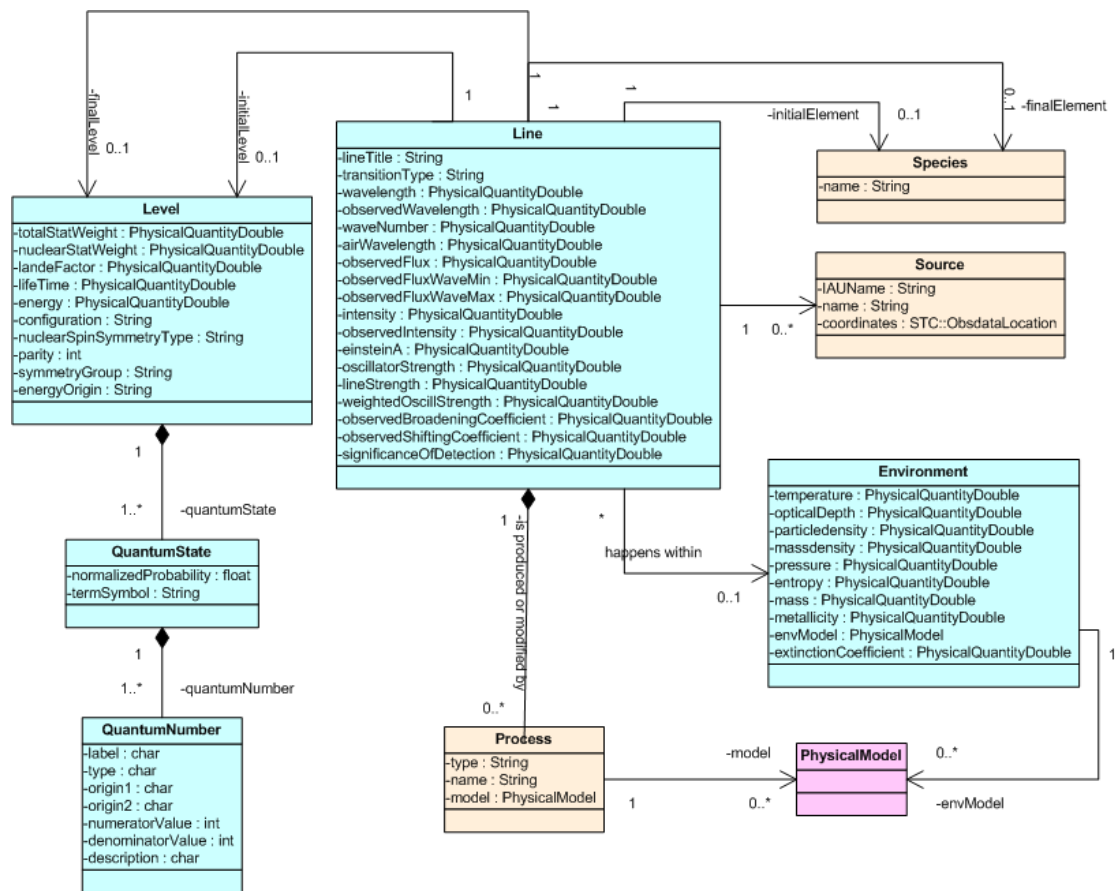 1
1
1
1
-finalLevel
-initialLevel
0..1
0..1
-initialElement
0..1
0..1
-finalElement
Line
-lineTitle : String
-transitionType : String
-wavelength : PhysicalQuantityDouble
-observedWavelength : PhysicalQuantityDouble
-waveNumber : PhysicalQuantityDouble
-airWavelength : PhysicalQuantityDouble
-observedFlux : PhysicalQuantityDouble
-observedFluxWaveMin : PhysicalQuantityDouble
-observedFluxWaveMax : PhysicalQuantityDouble
-intensity : PhysicalQuantityDouble
-observedIntensity : PhysicalQuantityDouble
-einsteinA : PhysicalQuantityDouble
-oscillatorStrength : PhysicalQuantityDouble
-lineStrength : PhysicalQuantityDouble
-weightedOscillStrength : PhysicalQuantityDouble
-observedBroadeningCoefficient : PhysicalQuantityDouble
-observedShiftingCoefficient : PhysicalQuantityDouble
-significanceOfDetection : PhysicalQuantityDouble
Species
-name : String
Level
-totalStatWeight : PhysicalQuantityDouble
-nuclearStatWeight : PhysicalQuantityDouble
-landeFactor : PhysicalQuantityDouble
-lifeTime : PhysicalQuantityDouble
-energy : PhysicalQuantityDouble
-configuration : String
-nuclearSpinSymmetryType : String
-parity : int
-symmetryGroup : String
-energyOrigin : String
Source
-IAUName : String
-name : String
-coordinates : STC::ObsdataLocation
1
0..*
1
1..*
-quantumState
QuantumState
-normalizedProbability : float
-termSymbol : String
1
1..*
-quantumNumber
QuantumNumber
-label : char
-type : char
-origin1 : char
-origin2 : char
-numeratorValue : int
-denominatorValue : int
-description : char
1
-is produced or modified by
0..*
*
happens within
0..1
Environment
-temperature : PhysicalQuantityDouble
-opticalDepth : PhysicalQuantityDouble
-particledensity : PhysicalQuantityDouble
-massdensity : PhysicalQuantityDouble
-pressure : PhysicalQuantityDouble
-entropy : PhysicalQuantityDouble
-mass : PhysicalQuantityDouble
-metallicity : PhysicalQuantityDouble
-envModel : PhysicalModel
-extinctionCoefficient : PhysicalQuantityDouble
1
Process
-type : String
-name : String
-model : PhysicalModel
-model
1
0..*
PhysicalModel
0..*
-envModel